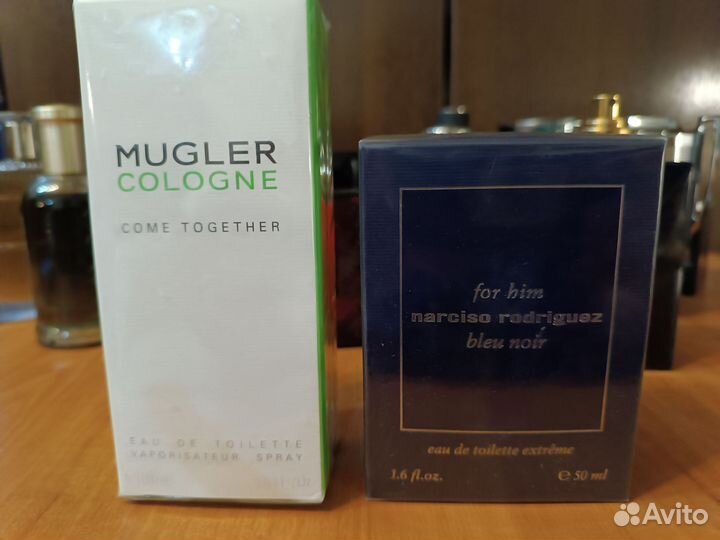 MUGLER
COLOGNE
COME TOGETHER
EAU DE TOILETTE
VAPORISATEUR SPRAY
for him
narciso rodriguez
bleu noir
eau de toilette extrême
1.6 fl.oz. e 50 ml
Avito